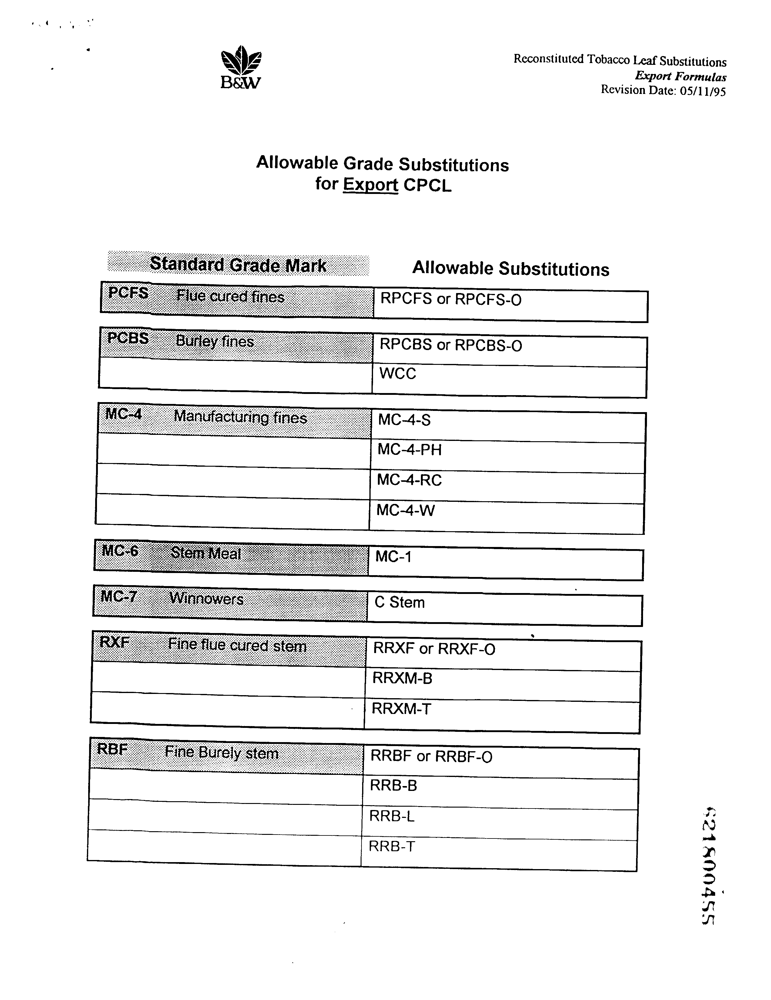 B&W
Reconstituted Tobacco Leaf Substitutions
Export Formulas
Revision Date: 05/11/95
Allowable Grade Substitutions
for Export CPCL
Standard Grade Mark Allowable Substitutions
PCFS Flue cured fines RPCFS or RPCFS-O
PCBS Burley fines RPCBS or RPCBS-O
WCC
MC-4 Manufacturing fines MC-4-S
MC-4-PH
MC-4-RC
MC-4-W
MC-6 Stem Meal MC-1
MC-7 Winnowers C Stem
RXF Fine flue cured stem RRXF or RRXF-O
RRXM-B
RRXM-T
RBF Fine Burely stem RRBF or RRBF-O
RRB-B
RRB-L
RRB-T
621800455